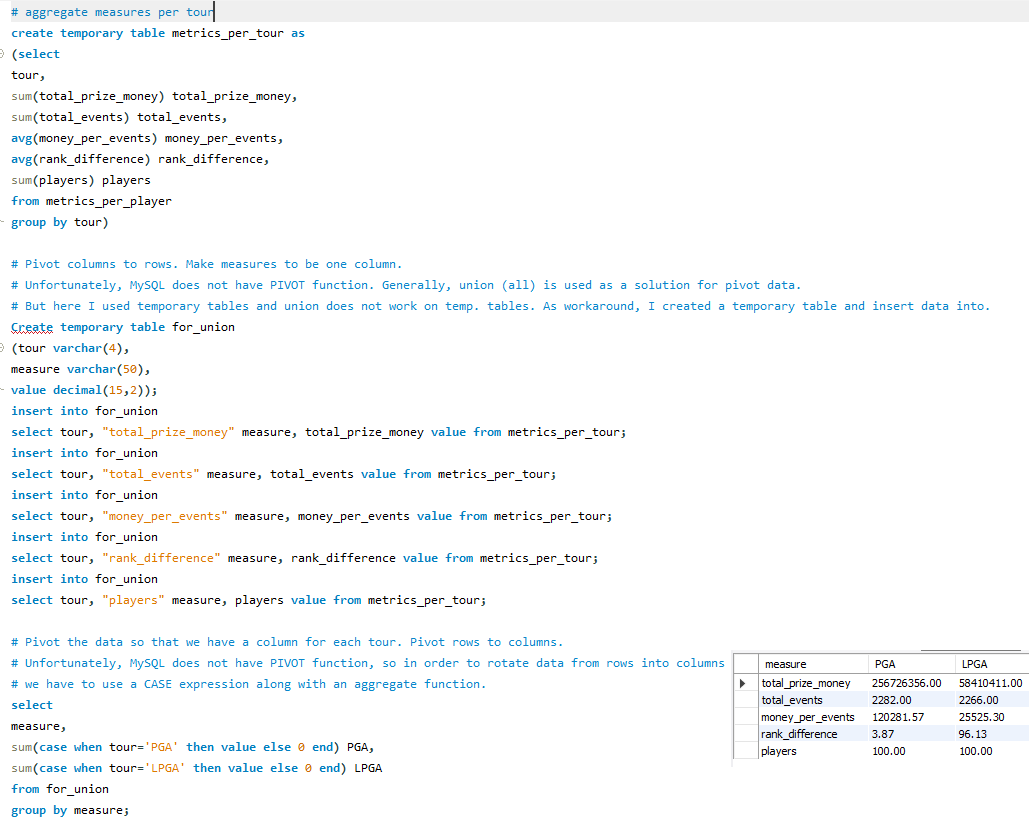 # aggregate measures per tour
create temporary table metrics_per_tour as
(select
tour,
sum(total_prize_money) total_prize_money,
sum(total_events) total_events,
avg(money_per_events) money_per_events,
avg(rank_difference) rank_difference,
sum(players) players
from metrics_per_player
group by tour)
# Pivot columns to rows. Make measures to be one column.
# Unfortunately, MySQL does not have PIVOT function. Generally, union (all) is used as a solution for pivot data.
# But here I used temporary tables and union does not work on temp. tables. As workaround, I created a temporary table and insert data into.
Create temporary table for_union
(tour varchar(4),
measure varchar(50),
value decimal(15,2));
insert into for_union
select tour, "total_prize_money" measure, total_prize_money value from metrics_per_tour;
insert into for_union
select tour, "total_events" measure, total_events value from metrics_per_tour;
insert into for_union
select tour, "money_per_events" measure, money_per_events value from metrics_per_tour;
insert into for_union
select tour, "rank_difference" measure, rank_difference value from metrics_per_tour;
insert into for_union
select tour, "players" measure, players value from metrics_per_tour;
# Pivot the data so that we have a column for each tour. Pivot rows to columns.
# Unfortunately, MySQL does not have PIVOT function, so in order to rotate data from rows into columns
# we have to use a CASE expression along with an aggregate function.
select
measure,
sum(case when tour='PGA' then value else 0 end) PGA,
sum(case when tour='LPGA' then value else 0 end) LPGA
from for_union
group by measure;
measure PGA LPGA
total_prize_money 256726356.00 58410411.00
total_events 2282.00 2266.00
money_per_events 120281.57 25525.30
rank_difference 3.87 96.13
players 100.00 100.00